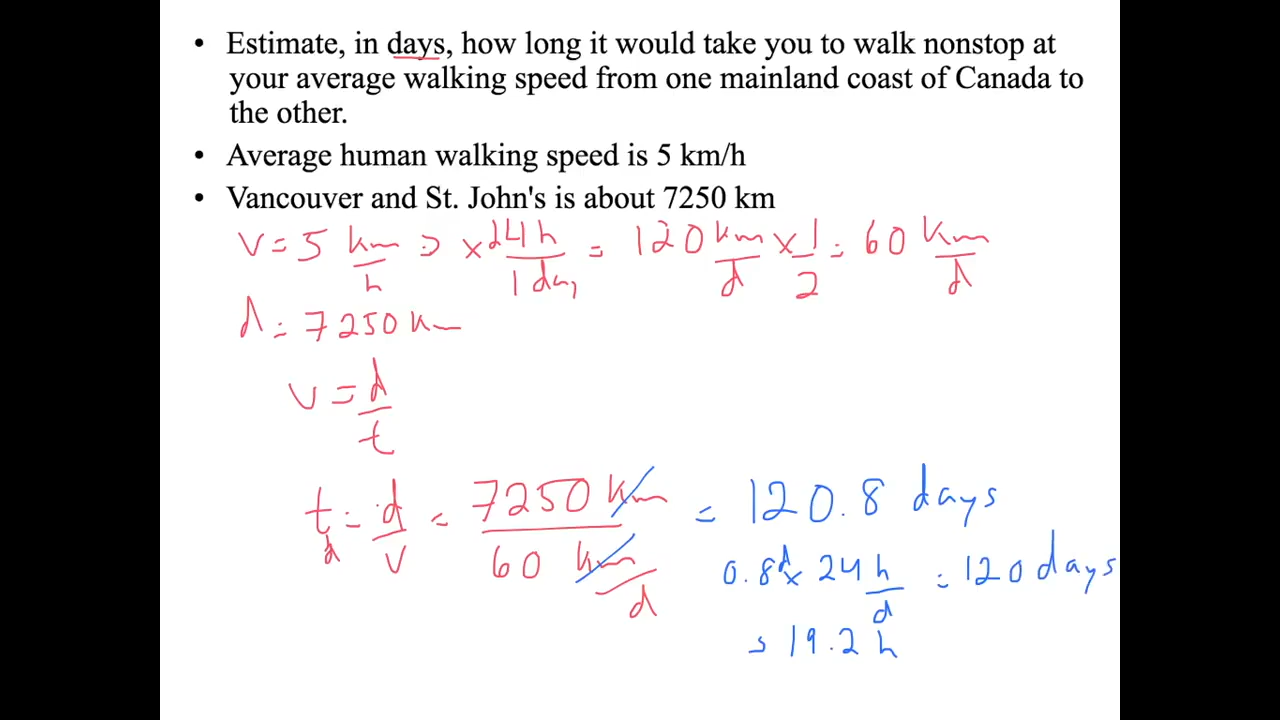 • Estimate, in days, how long it would take you to walk nonstop at
your average walking speed from one mainland coast of Canada to
the other.
• Average human walking speed is 5 km/h
• Vancouver and St. John's is about 7250 km
v = 5 km/h ⇒ × 24h/1 day = 120 km/d × 1/2 = 60 km/d
d = 7250 km
v = d/t
t = d/v = 7250 km / 60 km/d = 120.8 days
d
0.8d × 24 h/d = 120 days
= 19.2 h